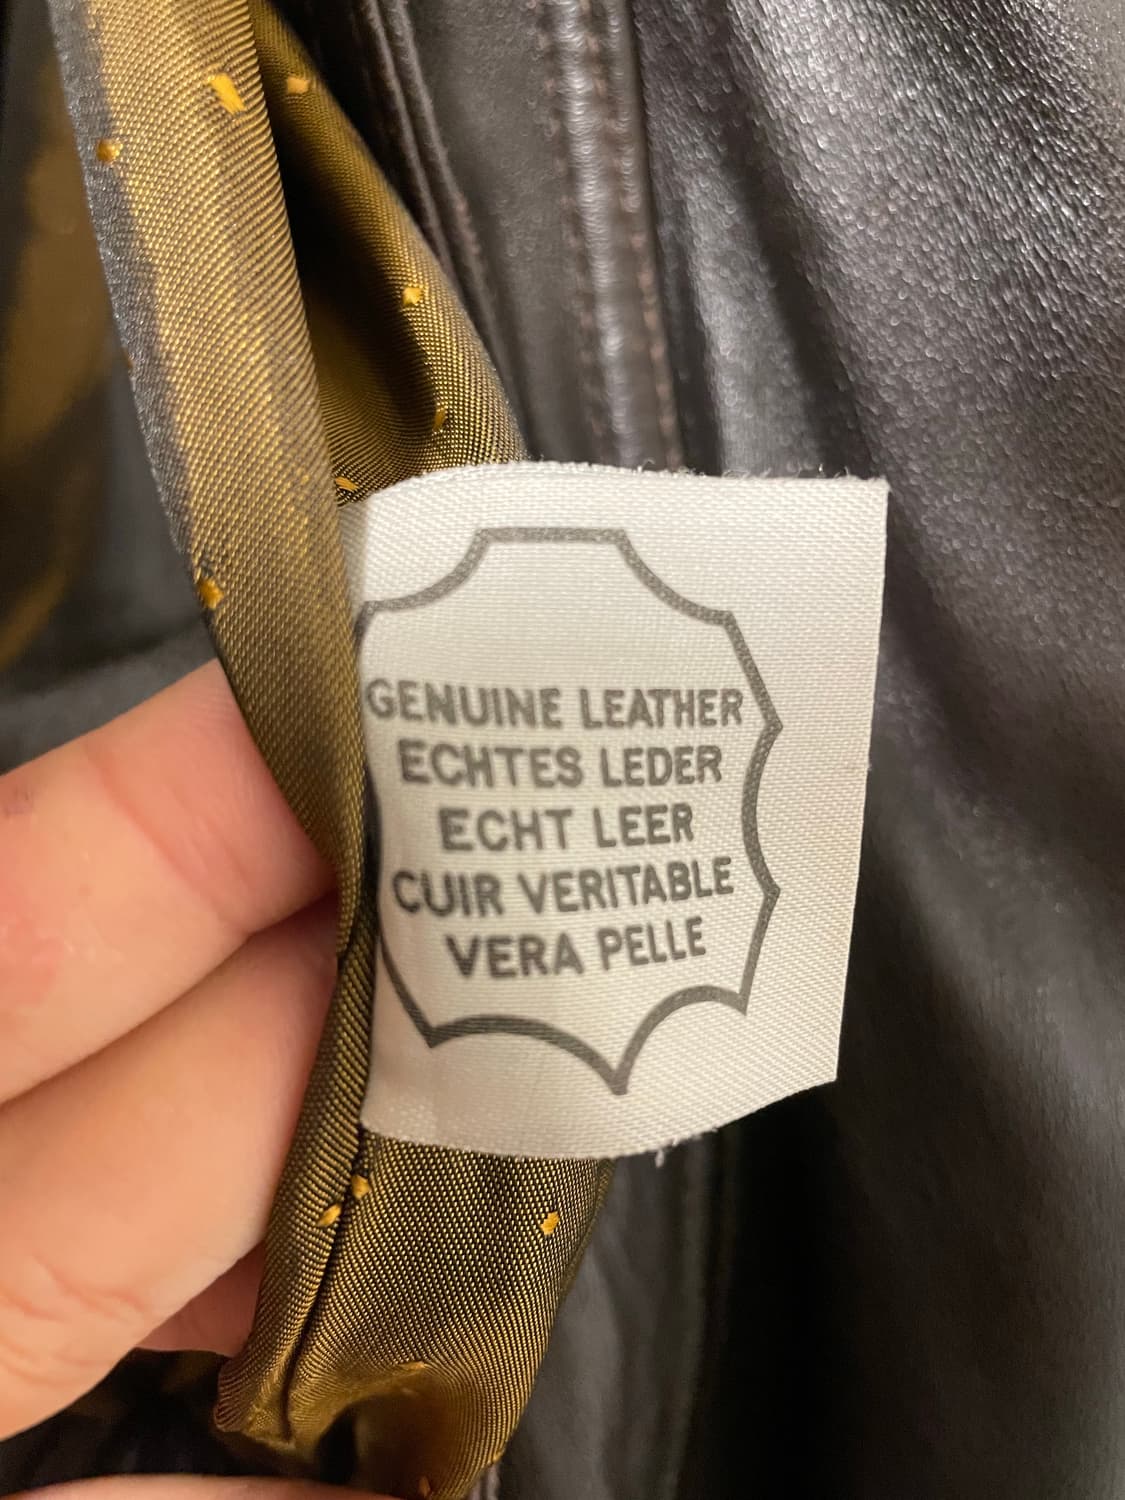 GENUINE LEATHER
ECHTES LEDER
ECHT LEER
CUIR VERITABLE
VERA PELLE